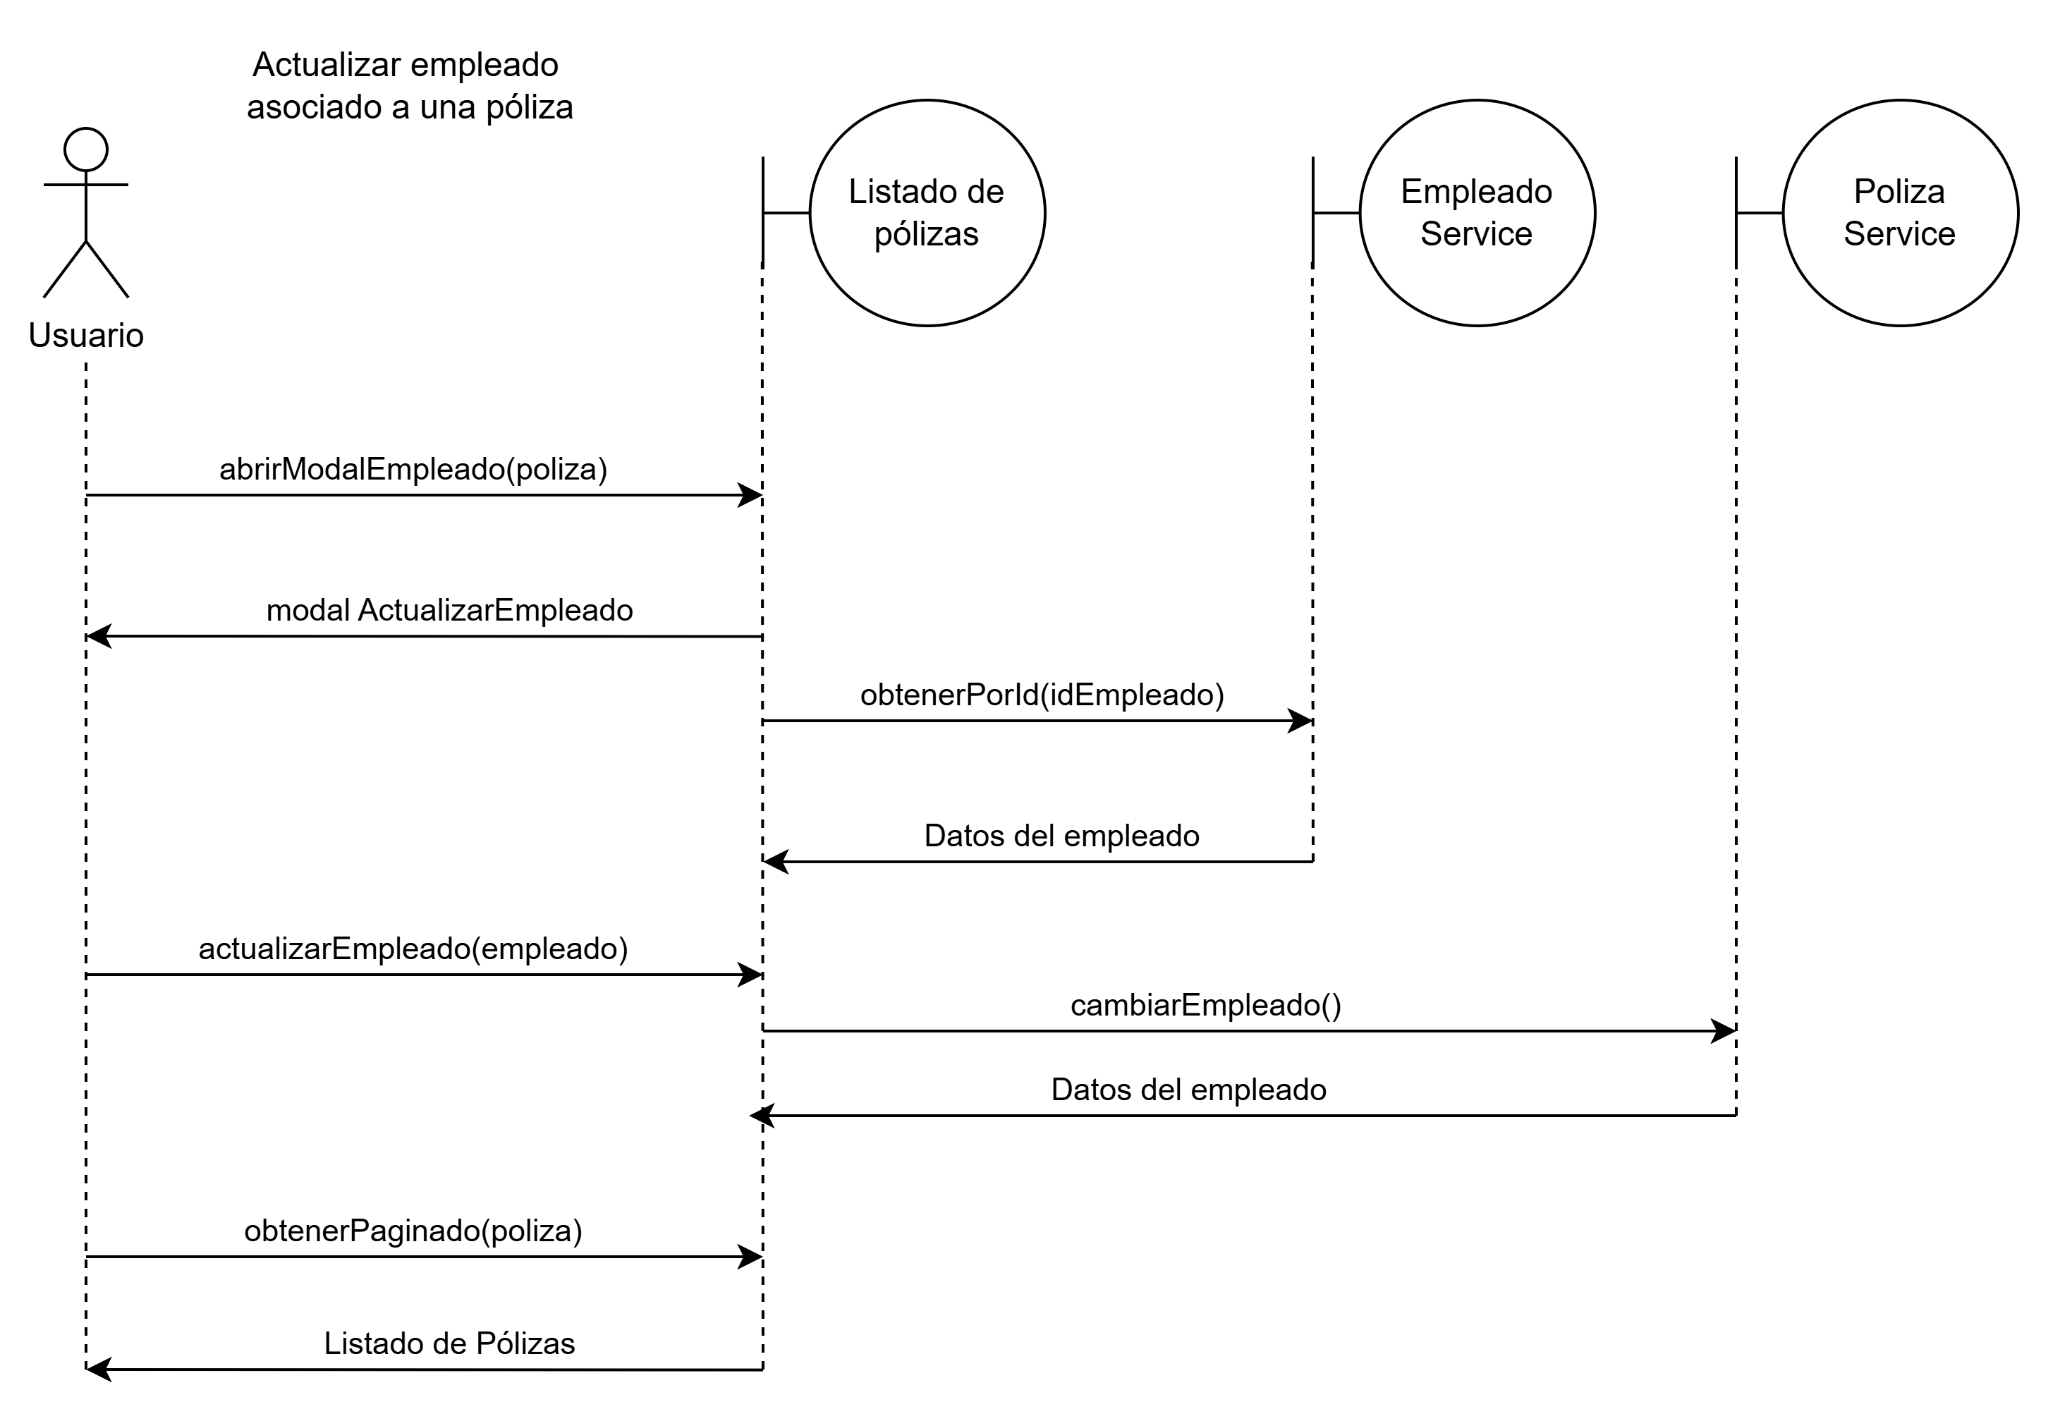 Actualizar empleado
asociado a una póliza
Usuario
Listado de
pólizas
Empleado
Service
Poliza
Service
abrirModalEmpleado(poliza)
modal ActualizarEmpleado
obtenerPorId(idEmpleado)
Datos del empleado
actualizarEmpleado(empleado)
cambiarEmpleado()
Datos del empleado
obtenerPaginado(poliza)
Listado de Pólizas